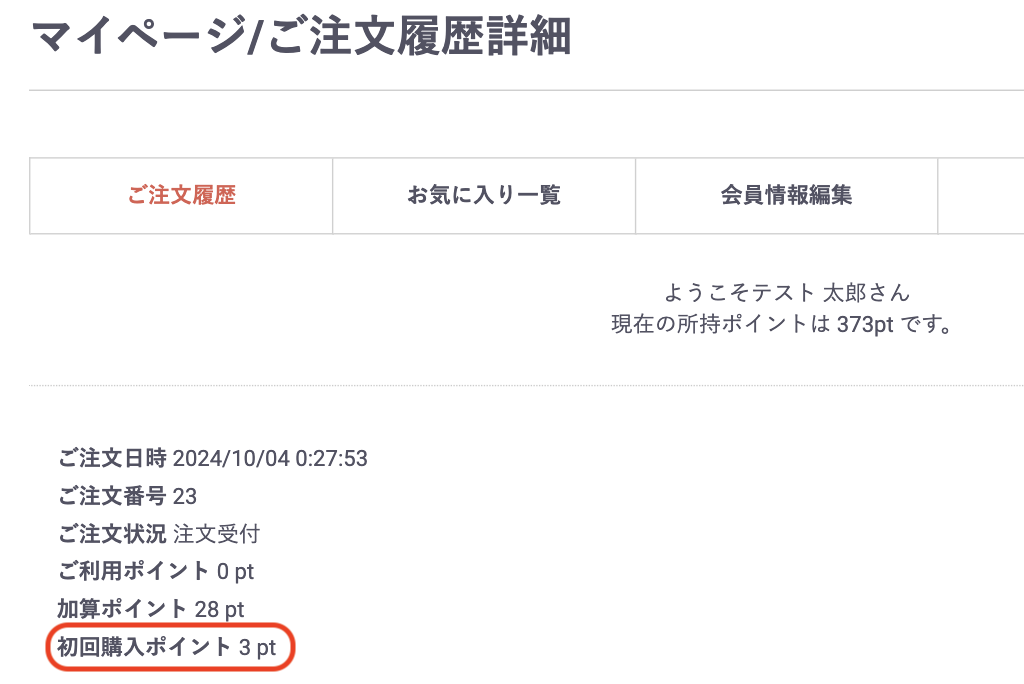 マイページ/ご注文履歴詳細
ご注文履歴
お気に入り一覧
会員情報編集
ようこそテスト 太郎さん
現在の所持ポイントは 373pt です。
ご注文日時 2024/10/04 0:27:53
ご注文番号 23
ご注文状況 注文受付
ご利用ポイント 0 pt
加算ポイント 28 pt
初回購入ポイント 3 pt